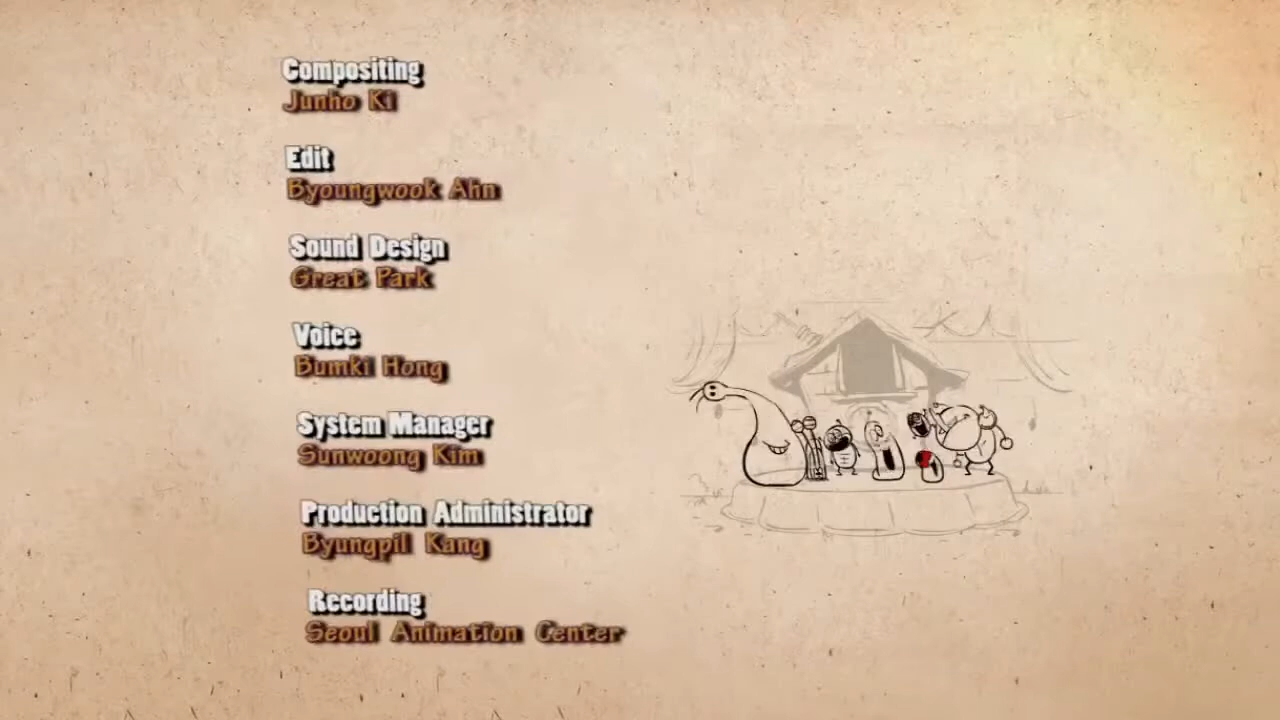 Compositing
Junho Ki
Edit
Byoungwook Ahn
Sound Design
Great Park
Voice
Bumki Hong
System Manager
Sunwoong Kim
Production Administrator
Byungpil Kang
Recording
Seoul Animation Center